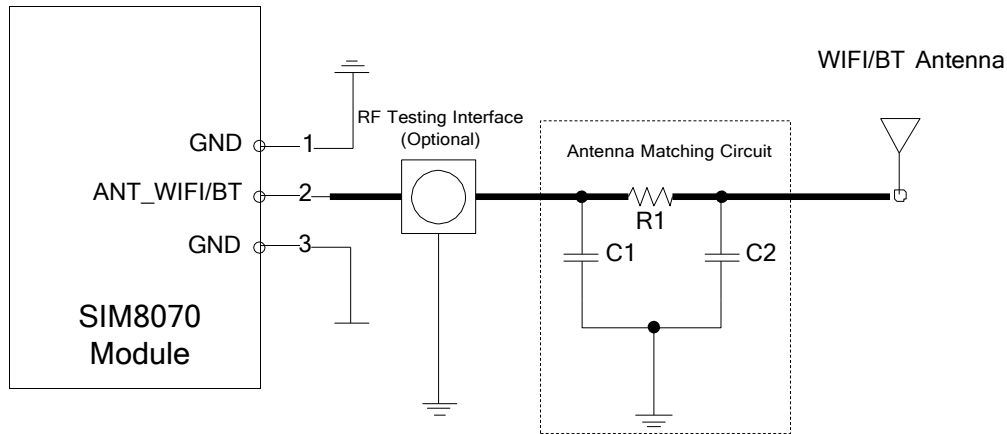 WIFI/BT Antenna
RF Testing Interface
(Optional)
GND
1
Antenna Matching Circuit
ANT_WIFI/BT
2
R1
GND
3
C1
C2
SIM8070
Module